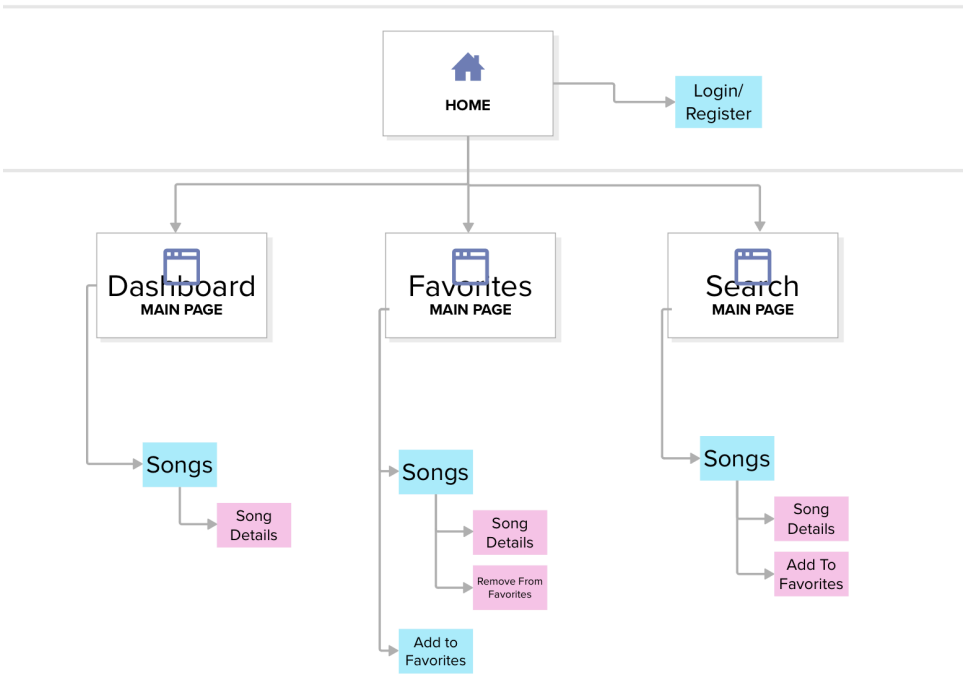 HOME
Login/
Register
Dashboard
MAIN PAGE
Favorites
MAIN PAGE
Search
MAIN PAGE
Songs
Song
Details
Songs
Song
Details
Remove From
Favorites
Add to
Favorites
Songs
Song
Details
Add To
Favorites